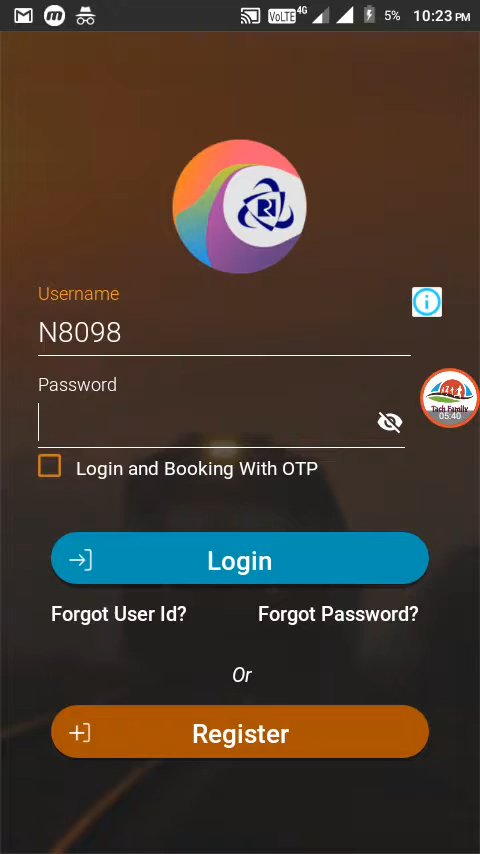 VoLTE 4G 5% 10:23 PM
Username
N8098
Password
Tach Family
05:40
Login and Booking With OTP
Login
Forgot User Id? Forgot Password?
Or
Register